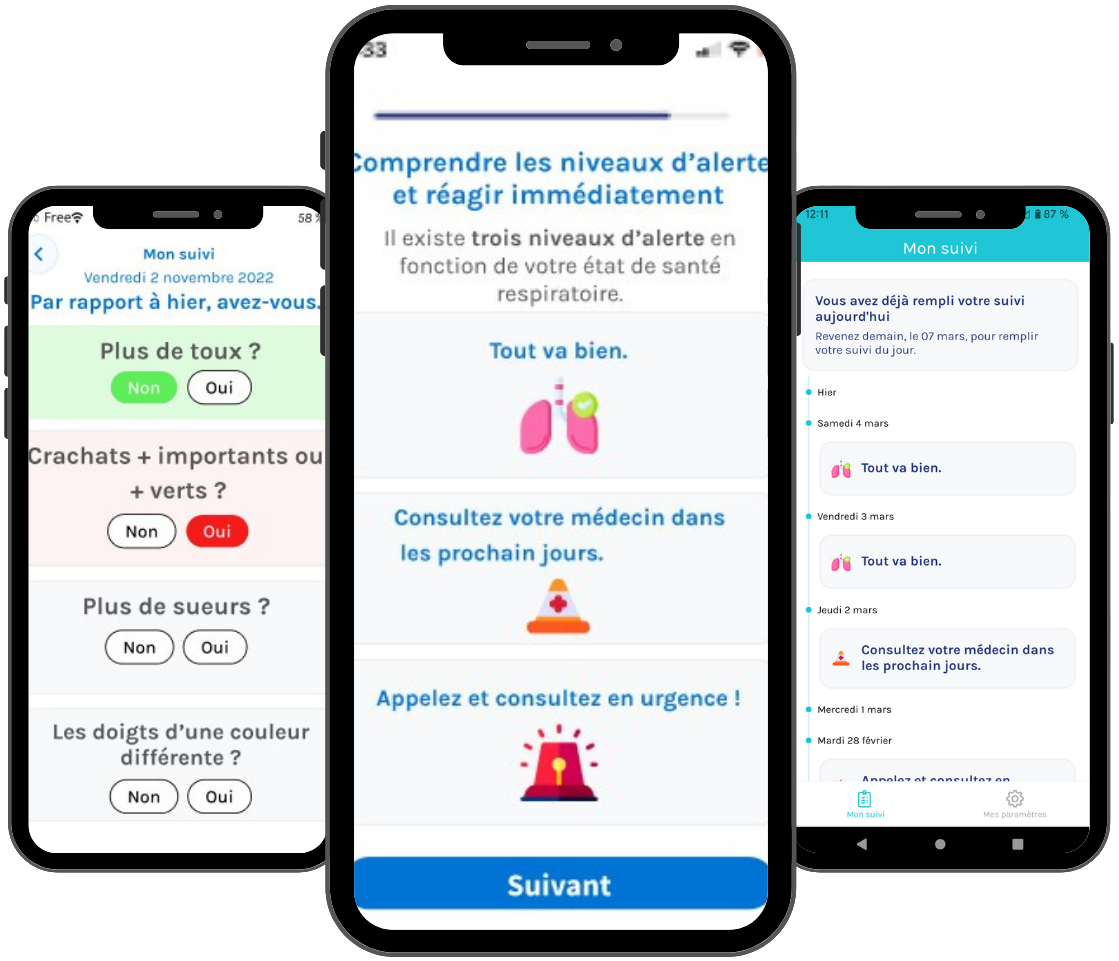 Free
58 %
Mon suivi
Vendredi 2 novembre 2022
Par rapport à hier, avez-vous.
Plus de toux ?
Non
Oui
Crachats + importants ou
+ verts ?
Non
Oui
Plus de sueurs ?
Non
Oui
Les doigts d’une couleur
différente ?
Non
Oui
33
Comprendre les niveaux d’alerte
et réagir immédiatement
Il existe trois niveaux d’alerte en
fonction de votre état de santé
respiratoire.
Tout va bien.
Consultez votre médecin dans
les prochain jours.
Appelez et consultez en urgence !
Suivant
12:11
87 %
Mon suivi
Vous avez déjà rempli votre suivi
aujourd'hui
Revenez demain, le 07 mars, pour remplir
votre suivi du jour.
Hier
Samedi 4 mars
Tout va bien.
Vendredi 3 mars
Tout va bien.
Jeudi 2 mars
Consultez votre médecin dans
les prochain jours.
Mercredi 1 mars
Mardi 28 février
Appelez et consultez en
Mon suivi
Mes paramètres